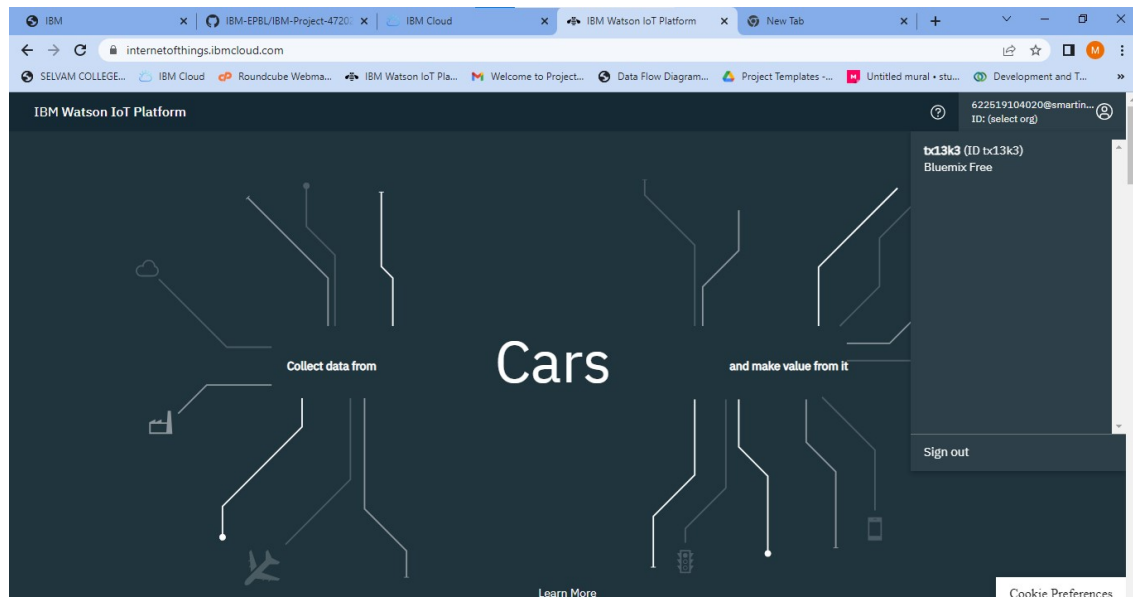 IBM
IBM-EPBL/IBM-Project-4720
IBM Cloud
IBM Watson IoT Platform
New Tab
internetofthings.ibmcloud.com
M
SELVAM COLLEGE...
IBM Cloud
Roundcube Webma...
IBM Watson IoT Pla...
Welcome to Project...
Data Flow Diagram...
Project Templates -...
Untitled mural • stu...
Development and T...
»
IBM Watson IoT Platform
622519104020@smartin...
ID: (select org)
tx13k3 (ID tx13k3)
Bluemix Free
Collect data from
Cars
and make value from it
Sign out
Learn More
Cookie Preferences